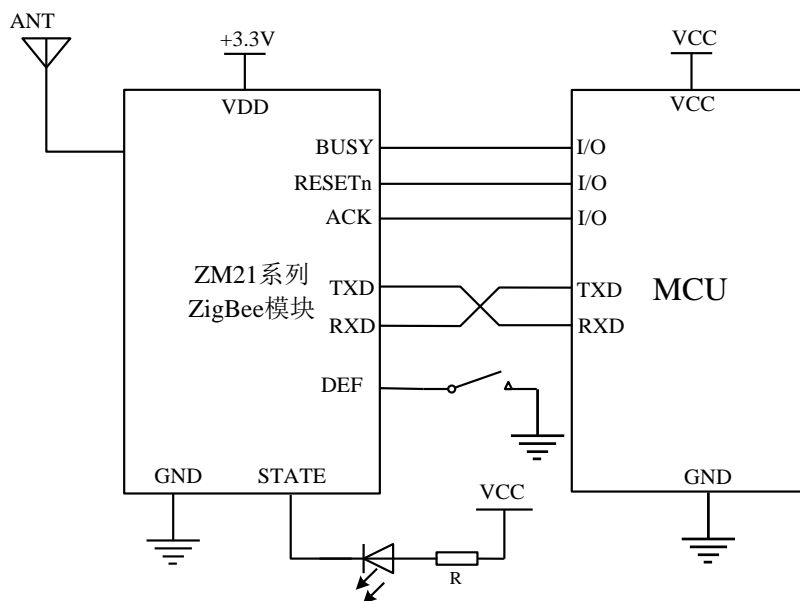 ANT
+3.3V
VDD
BUSY
RESETn
ACK
ZM21系列
ZigBee模块
TXD
RXD
DEF
GND
STATE
VCC
R
VCC
VCC
I/O
I/O
I/O
TXD
RXD
MCU
GND